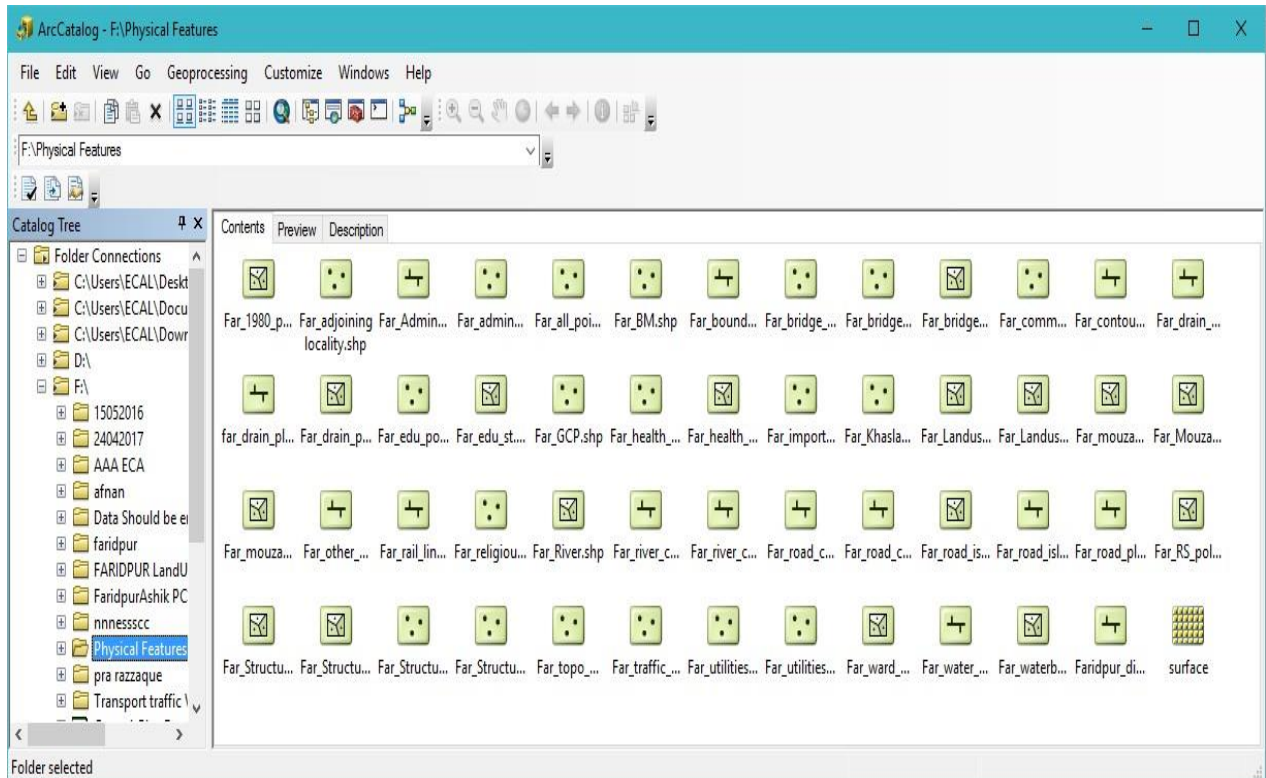 ArcCatalog - F:\Physical Features
File Edit View Go Geoprocessing Customize Windows Help
F:\Physical Features
Catalog Tree
Folder Connections
C:\Users\ECAL\Deskt
C:\Users\ECAL\Docu
C:\Users\ECAL\Dowr
D:\
F:\
15052016
24042017
AAA ECA
afnan
Data Should be er
faridpur
FARIDPUR LandU
FaridpurAshik PC
nnnessscc
Physical Features
pra razzaque
Transport traffic
Contents Preview Description
Far_1980_p... Far_adjoining Far_Admin... Far_admin... Far_all_poi... Far_BM.shp Far_bound... Far_bridge_... Far_bridge... Far_bridge... Far_comm... Far_contou... Far_drain_...
locality.shp
far_drain_pl... Far_drain_p... Far_edu_po... Far_edu_st.... Far_GCP.shp Far_health_... Far_health_... Far_import... Far_Khasla... Far_Landus... Far_Landus... Far_mouza... Far_Mouza...
Far_mouza... Far_other_... Far_rail_lin... Far_religiou... Far_River.shp Far_river_c... Far_river_c... Far_road_c... Far_road_c... Far_road_is... Far_road_isl... Far_road_pl... Far_RS_pol...
Far_Structu... Far_Structu... Far_Structu... Far_Structu... Far_topo_... Far_traffic_... Far_utilities... Far_utilities... Far_ward_... Far_water_... Far_waterb... Faridpur_di... surface
Folder selected